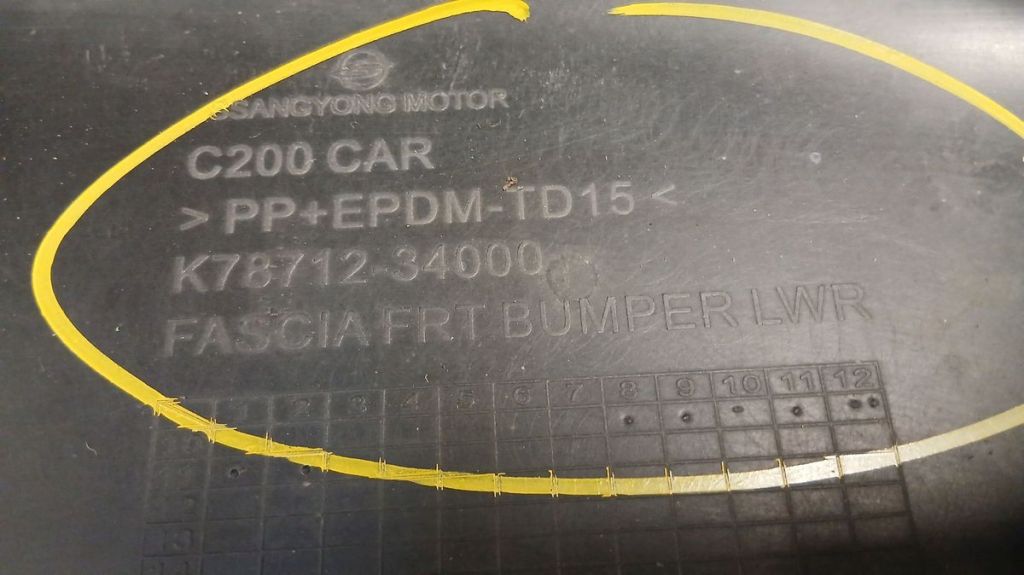 SSANGYONG MOTOR
C200 CAR
> PP+EPDM-TD15 <
K78712-34000
FASCIA FRT BUMPER LWR
1 2 3 4 5 6 7 8 9 10 11 12